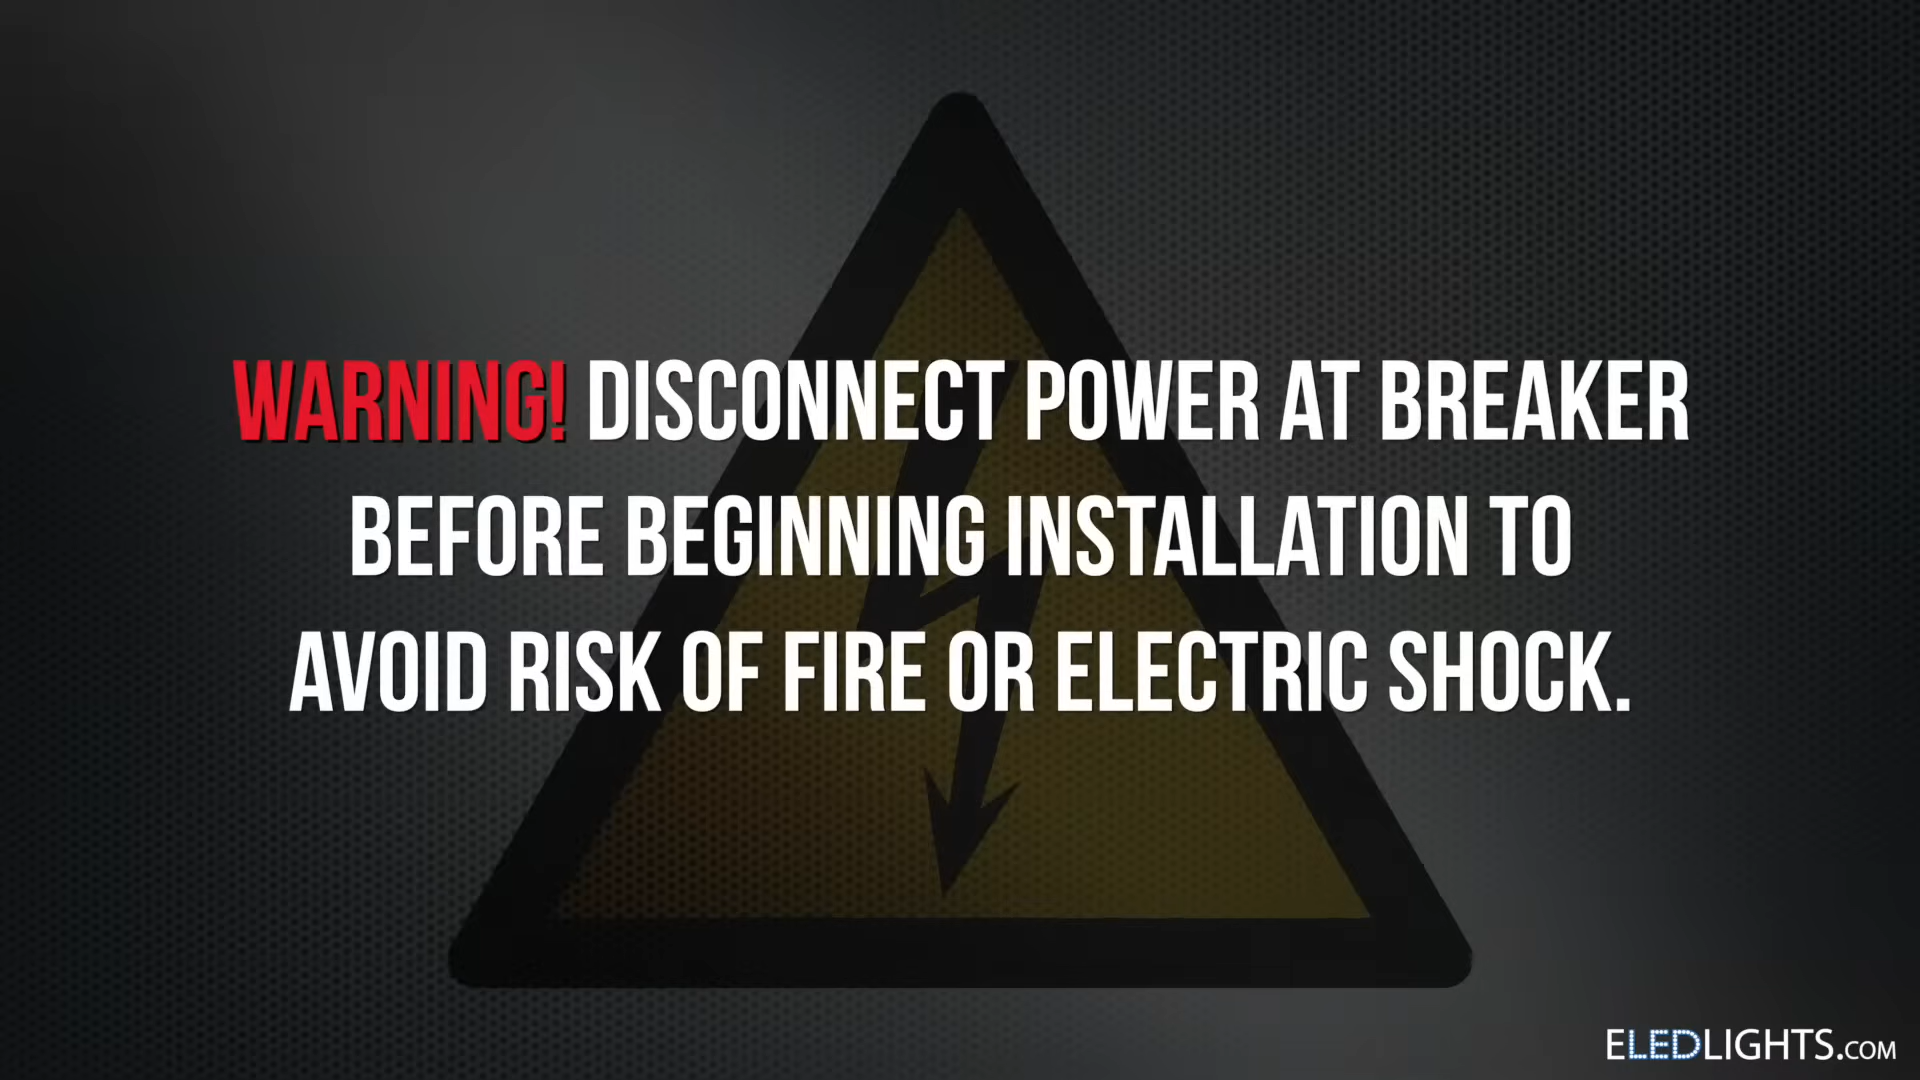 WARNING! DISCONNECT POWER AT BREAKER
BEFORE BEGINNING INSTALLATION TO
AVOID RISK OF FIRE OR ELECTRIC SHOCK.
ELEDLIGHTS.COM